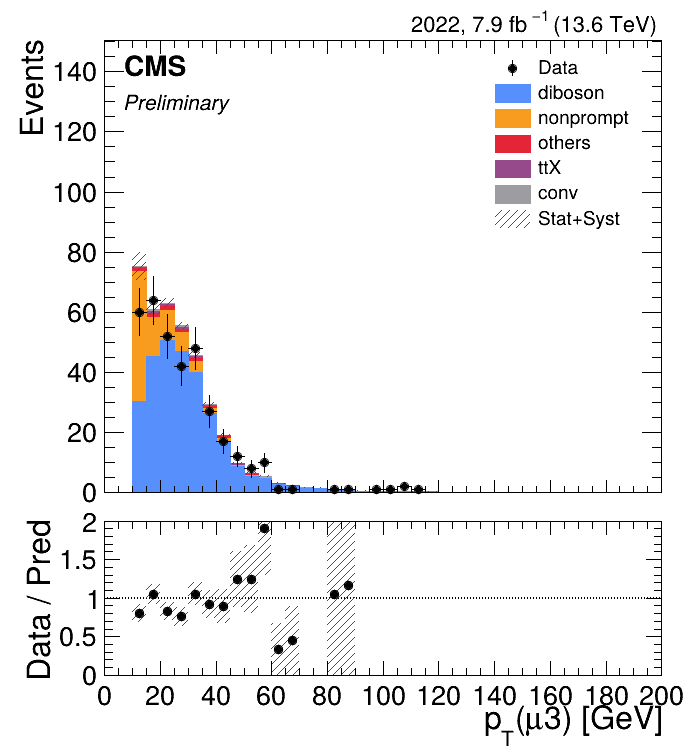 2022, 7.9 fb⁻¹ (13.6 TeV)
Events
140
120
100
80
60
40
20
0
CMS
Preliminary
Data
diboson
nonprompt
others
ttX
conv
Stat+Syst
Data / Pred
2
1.5
1
0.5
0
0 20 40 60 80 100 120 140 160 180 200
p_T(μ3) [GeV]